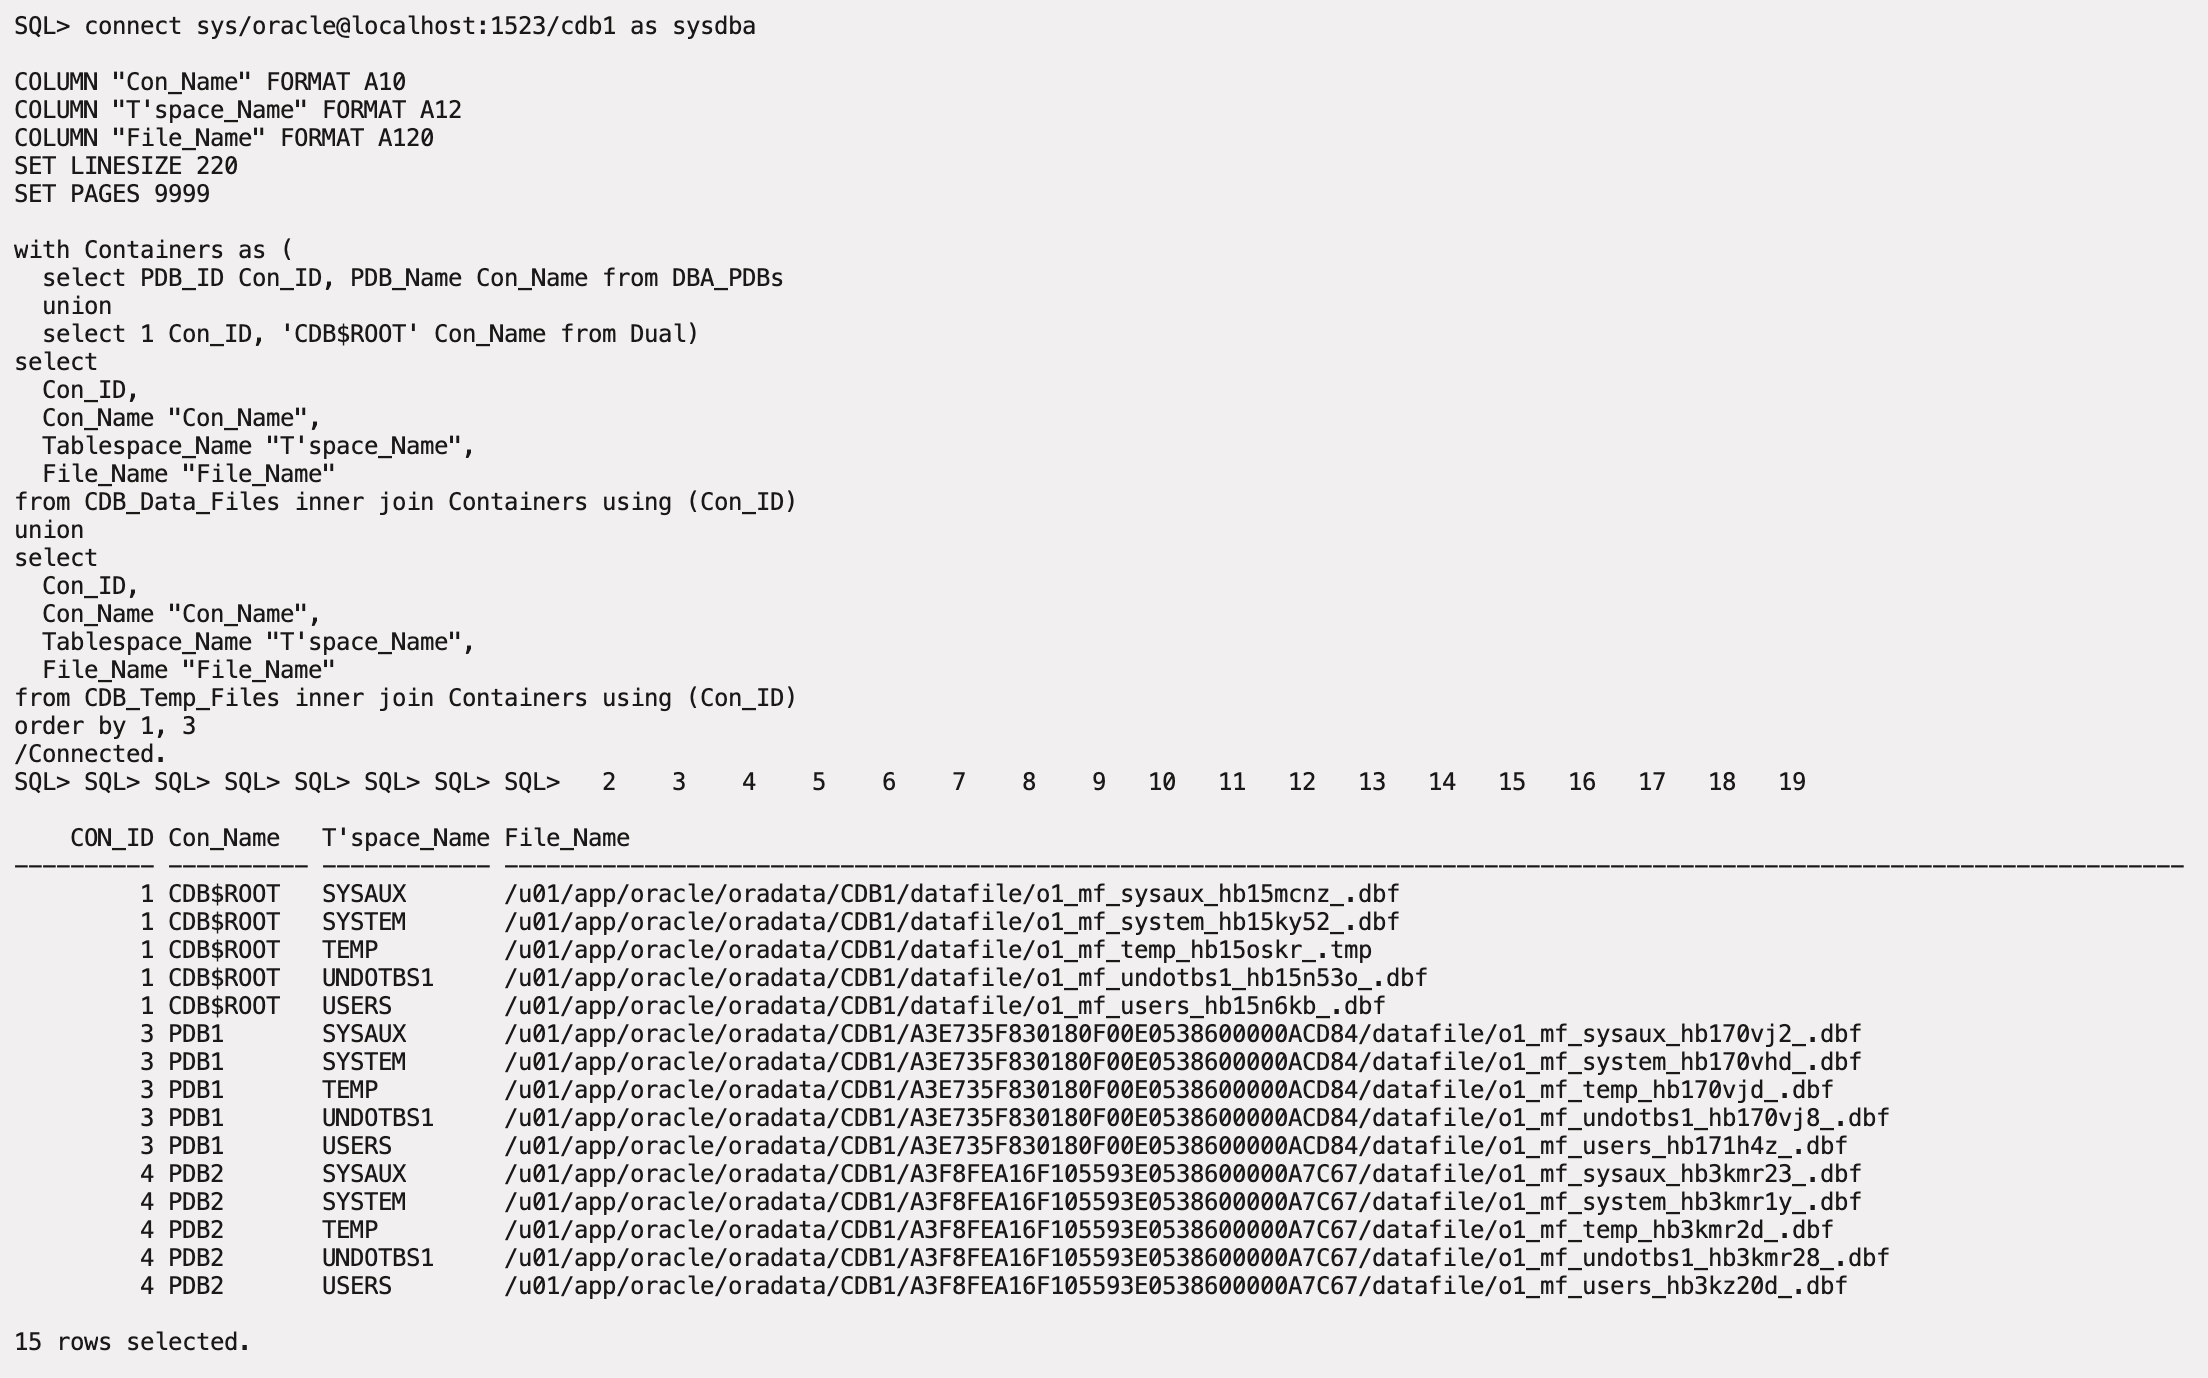 SQL> connect sys/oracle@localhost:1523/cdb1 as sysdba
COLUMN "Con_Name" FORMAT A10
COLUMN "T'space_Name" FORMAT A12
COLUMN "File_Name" FORMAT A120
SET LINESIZE 220
SET PAGES 9999
with Containers as (
  select PDB_ID Con_ID, PDB_Name Con_Name from DBA_PDBs
  union
  select 1 Con_ID, 'CDB$ROOT' Con_Name from Dual)
select
  Con_ID,
  Con_Name "Con_Name",
  Tablespace_Name "T'space_Name",
  File_Name "File_Name"
from CDB_Data_Files inner join Containers using (Con_ID)
union
select
  Con_ID,
  Con_Name "Con_Name",
  Tablespace_Name "T'space_Name",
  File_Name "File_Name"
from CDB_Temp_Files inner join Containers using (Con_ID)
order by 1, 3
/Connected.
SQL> SQL> SQL> SQL> SQL> SQL> SQL> SQL>   2    3    4    5    6    7    8    9   10   11   12   13   14   15   16   17   18   19
    CON_ID Con_Name   T'space_Name File_Name
---------- ---------- ------------ ------------------------------------------------------------------------------------------------------------------------
         1 CDB$ROOT   SYSAUX       /u01/app/oracle/oradata/CDB1/datafile/o1_mf_sysaux_hb15mcnz_.dbf
         1 CDB$ROOT   SYSTEM       /u01/app/oracle/oradata/CDB1/datafile/o1_mf_system_hb15ky52_.dbf
         1 CDB$ROOT   TEMP         /u01/app/oracle/oradata/CDB1/datafile/o1_mf_temp_hb15oskr_.tmp
         1 CDB$ROOT   UNDOTBS1     /u01/app/oracle/oradata/CDB1/datafile/o1_mf_undotbs1_hb15n53o_.dbf
         1 CDB$ROOT   USERS        /u01/app/oracle/oradata/CDB1/datafile/o1_mf_users_hb15n6kb_.dbf
         3 PDB1       SYSAUX       /u01/app/oracle/oradata/CDB1/A3E735F830180F00E0538600000ACD84/datafile/o1_mf_sysaux_hb170vj2_.dbf
         3 PDB1       SYSTEM       /u01/app/oracle/oradata/CDB1/A3E735F830180F00E0538600000ACD84/datafile/o1_mf_system_hb170vhd_.dbf
         3 PDB1       TEMP         /u01/app/oracle/oradata/CDB1/A3E735F830180F00E0538600000ACD84/datafile/o1_mf_temp_hb170vjd_.dbf
         3 PDB1       UNDOTBS1     /u01/app/oracle/oradata/CDB1/A3E735F830180F00E0538600000ACD84/datafile/o1_mf_undotbs1_hb170vj8_.dbf
         3 PDB1       USERS        /u01/app/oracle/oradata/CDB1/A3E735F830180F00E0538600000ACD84/datafile/o1_mf_users_hb171h4z_.dbf
         4 PDB2       SYSAUX       /u01/app/oracle/oradata/CDB1/A3F8FEA16F105593E0538600000A7C67/datafile/o1_mf_sysaux_hb3kmr23_.dbf
         4 PDB2       SYSTEM       /u01/app/oracle/oradata/CDB1/A3F8FEA16F105593E0538600000A7C67/datafile/o1_mf_system_hb3kmr1y_.dbf
         4 PDB2       TEMP         /u01/app/oracle/oradata/CDB1/A3F8FEA16F105593E0538600000A7C67/datafile/o1_mf_temp_hb3kmr2d_.dbf
         4 PDB2       UNDOTBS1     /u01/app/oracle/oradata/CDB1/A3F8FEA16F105593E0538600000A7C67/datafile/o1_mf_undotbs1_hb3kmr28_.dbf
         4 PDB2       USERS        /u01/app/oracle/oradata/CDB1/A3F8FEA16F105593E0538600000A7C67/datafile/o1_mf_users_hb3kz20d_.dbf
15 rows selected.